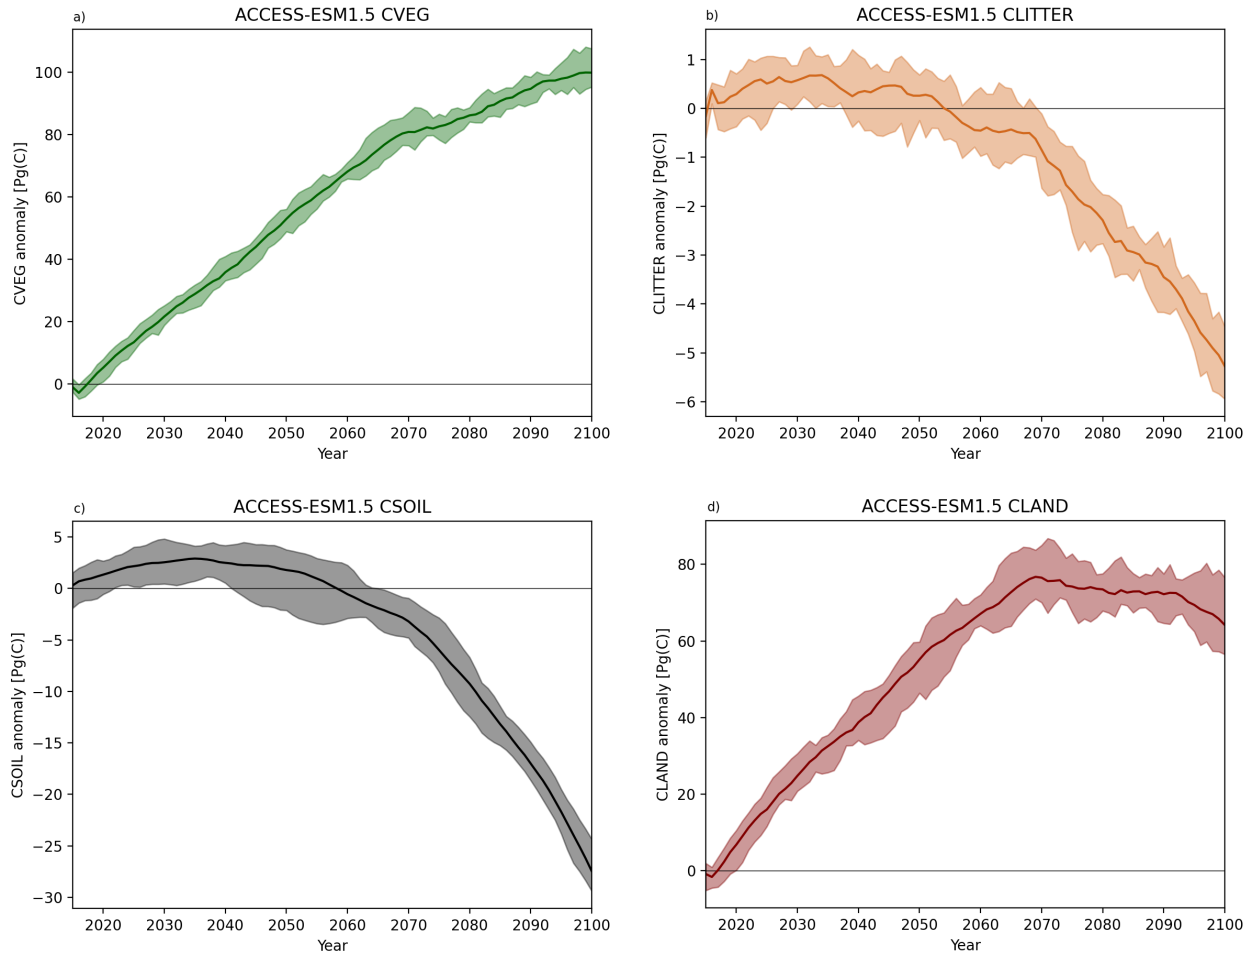 a) ACCESS-ESM1.5 CVEG
CVEG anomaly [Pg(C)]
100
80
60
40
20
0
2020 2030 2040 2050 2060 2070 2080 2090 2100
Year
b) ACCESS-ESM1.5 CLITTER
CLITTER anomaly [Pg(C)]
1
0
−1
−2
−3
−4
−5
−6
2020 2030 2040 2050 2060 2070 2080 2090 2100
Year
c) ACCESS-ESM1.5 CSOIL
CSOIL anomaly [Pg(C)]
5
0
−5
−10
−15
−20
−25
−30
2020 2030 2040 2050 2060 2070 2080 2090 2100
Year
d) ACCESS-ESM1.5 CLAND
CLAND anomaly [Pg(C)]
80
60
40
20
0
2020 2030 2040 2050 2060 2070 2080 2090 2100
Year